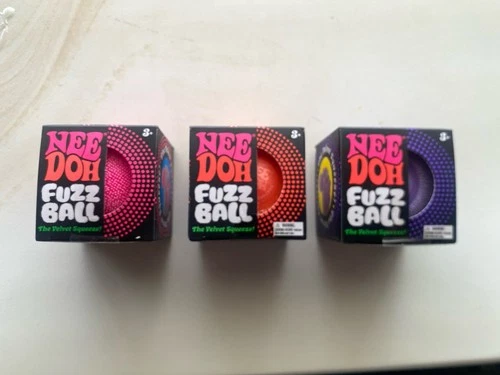 NEE
DOH
FUZZ
BALL
The Velvet Squeeze!
3+
NEE
DOH
FUZZ
BALL
The Velvet Squeeze!
3+
NEE
DOH
FUZZ
BALL
The Velvet Squeeze!
3+